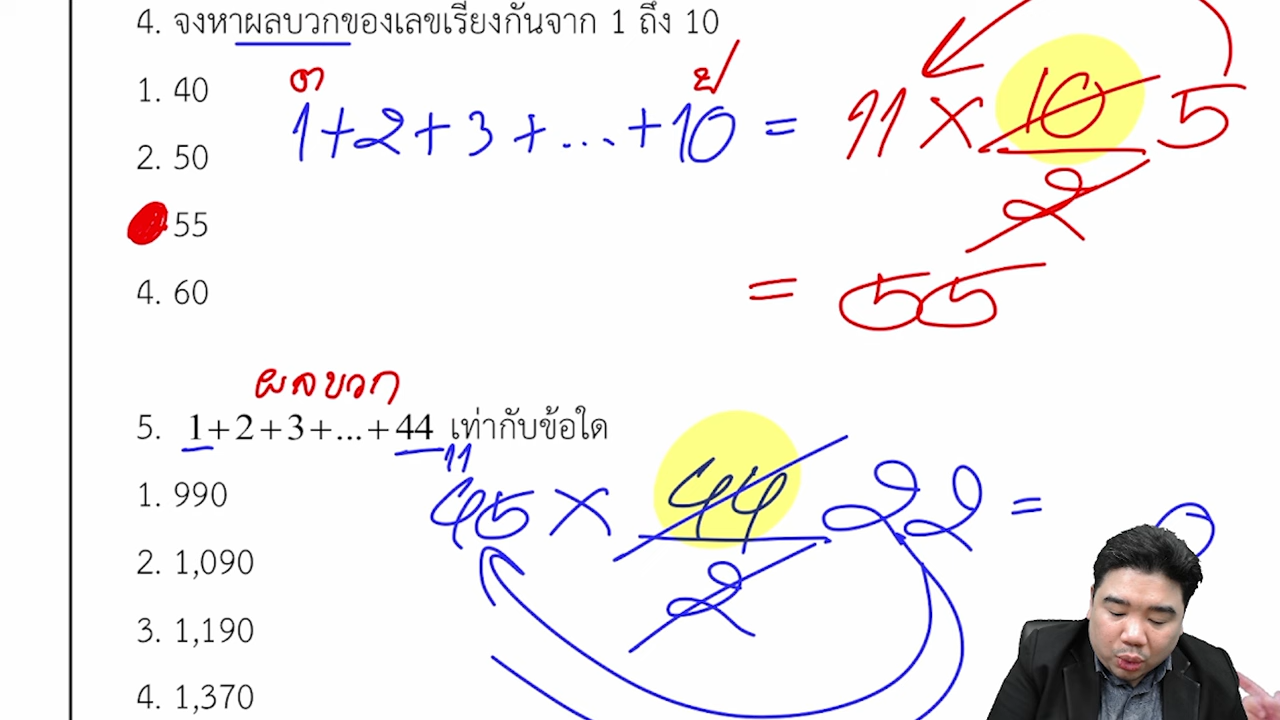 4. จงหาผลบวกของเลขเรียงกันจาก 1 ถึง 10
1. 40
ต
ป
1+2+3+...+10 = 11 × 10 5
2
2. 50
55
= 55
4. 60
ผลบวก
5. 1+2+3+...+44 เท่ากับข้อใด
11
1. 990
45 × 44 22 =
2
2. 1,090
3. 1,190
4. 1,370